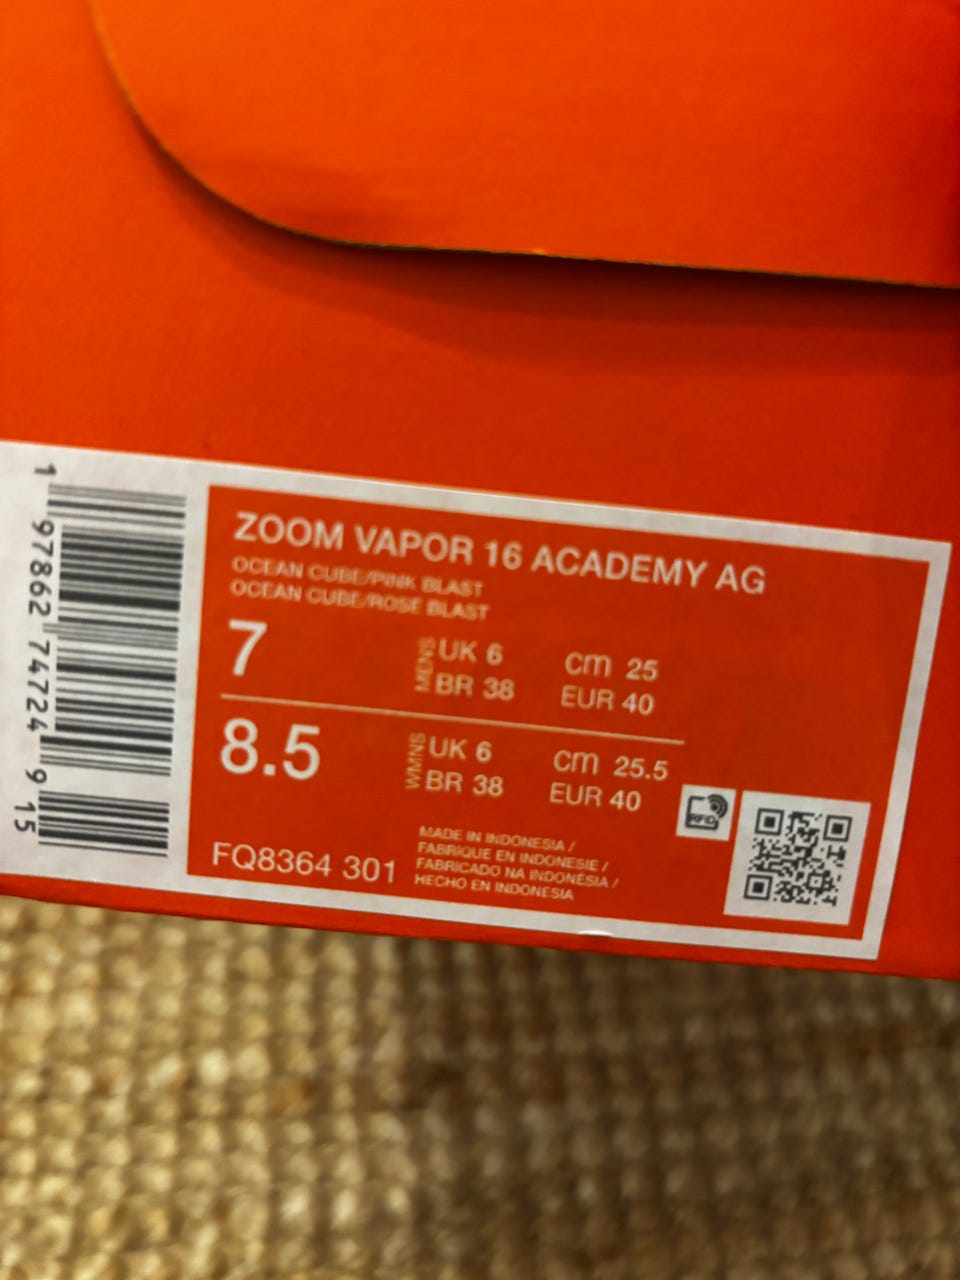 1 97862 74724 9 15
ZOOM VAPOR 16 ACADEMY AG
OCEAN CUBE/PINK BLAST
OCEAN CUBE/ROSE BLAST
7 MENS UK 6 cm 25
BR 38 EUR 40
8.5 WMNS UK 6 cm 25.5
BR 38 EUR 40
RFID
FQ8364 301
MADE IN INDONESIA /
FABRIQUE EN INDONESIE /
FABRICADO NA INDONÉSIA /
HECHO EN INDONESIA